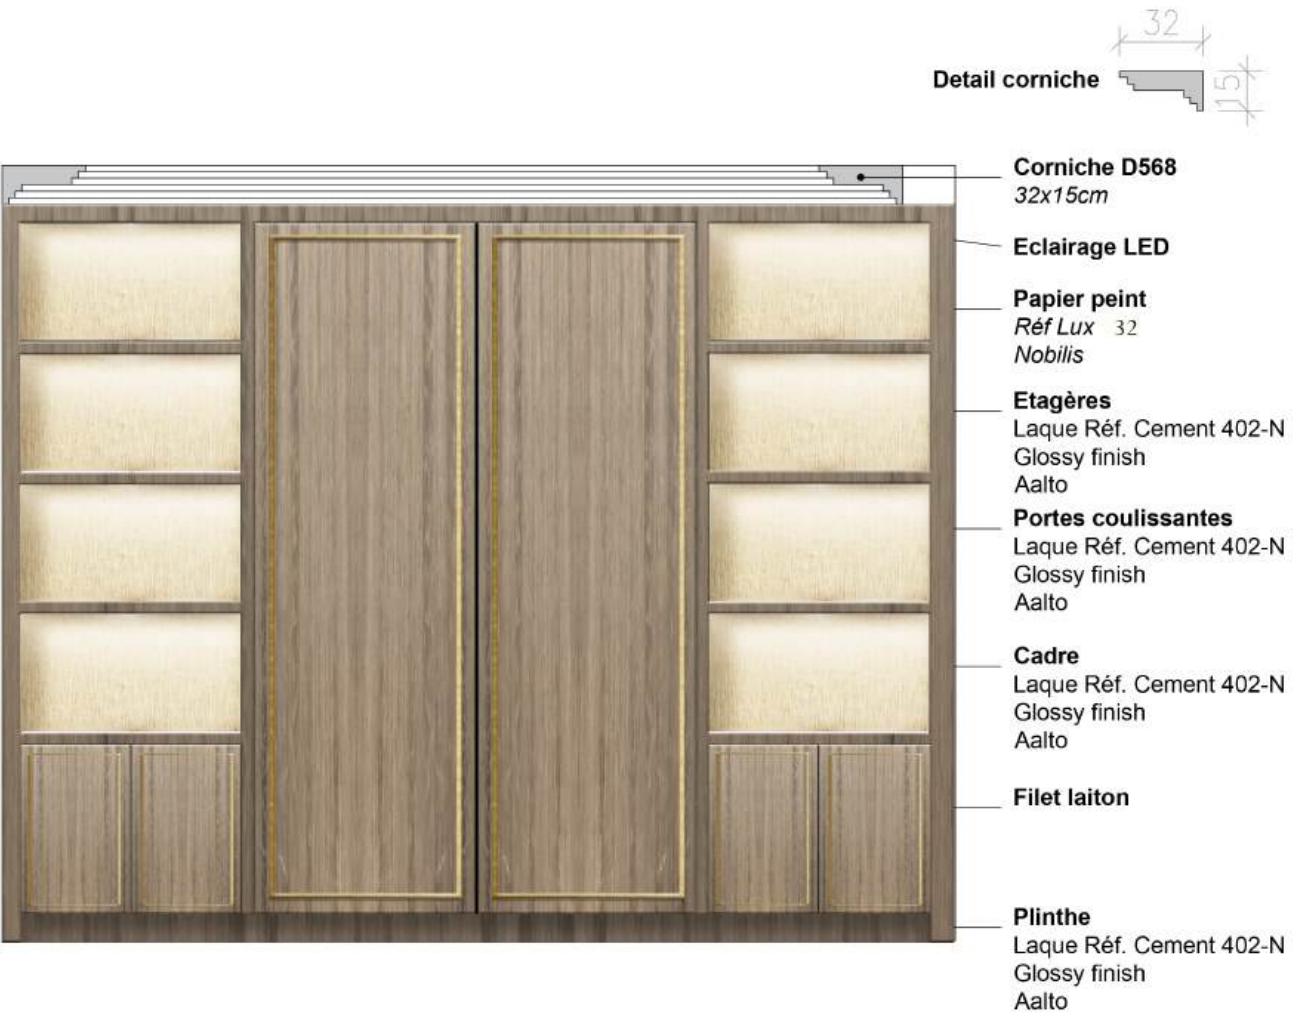 32
Detail corniche
15
Corniche D568
32x15cm
Eclairage LED
Papier peint
Réf Lux 32
Nobilis
Etagères
Laque Réf. Cement 402-N
Glossy finish
Aalto
Portes coulissantes
Laque Réf. Cement 402-N
Glossy finish
Aalto
Cadre
Laque Réf. Cement 402-N
Glossy finish
Aalto
Filet laiton
Plinthe
Laque Réf. Cement 402-N
Glossy finish
Aalto